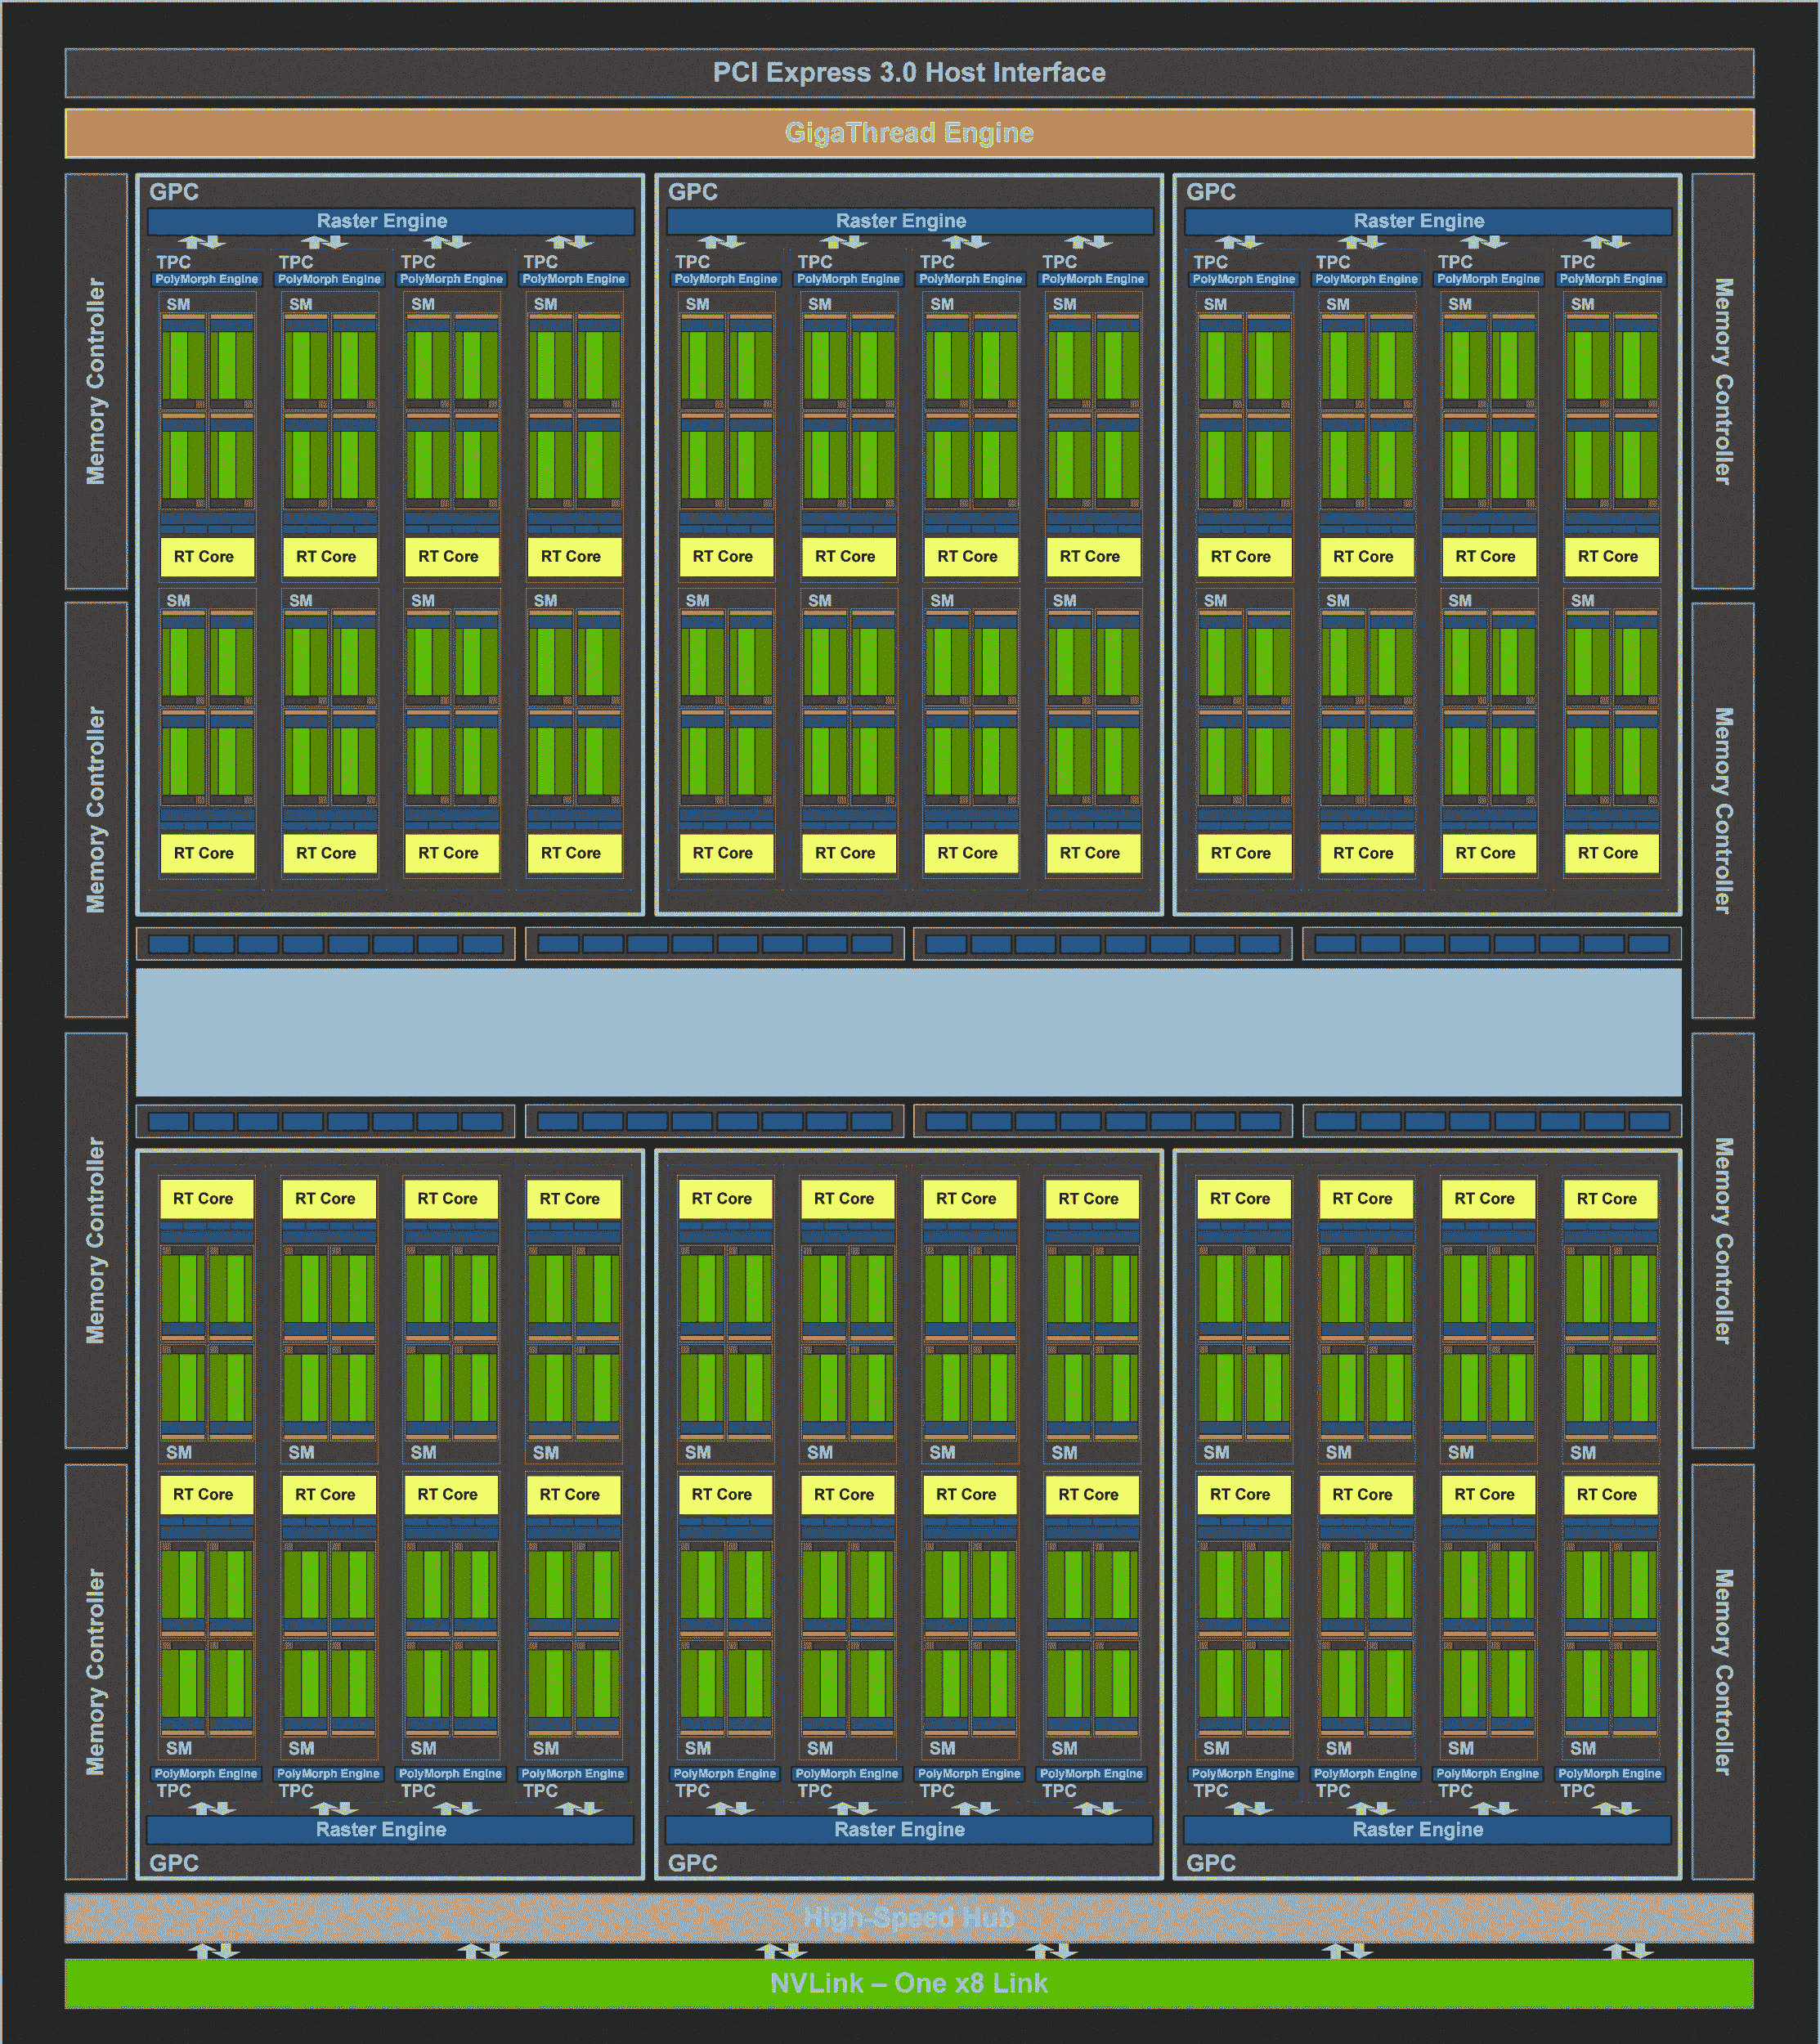 PCI Express 3.0 Host Interface
GigaThread Engine
Memory Controller
Memory Controller
Memory Controller
Memory Controller
GPC GPC GPC
Raster Engine Raster Engine Raster Engine
TPC TPC TPC TPC TPC TPC TPC TPC TPC TPC TPC TPC
PolyMorph Engine PolyMorph Engine PolyMorph Engine PolyMorph Engine PolyMorph Engine PolyMorph Engine PolyMorph Engine PolyMorph Engine PolyMorph Engine PolyMorph Engine PolyMorph Engine PolyMorph Engine
SM SM SM SM SM SM SM SM SM SM SM SM
RT Core RT Core RT Core RT Core RT Core RT Core RT Core RT Core RT Core RT Core RT Core RT Core
SM SM SM SM SM SM SM SM SM SM SM SM
RT Core RT Core RT Core RT Core RT Core RT Core RT Core RT Core RT Core RT Core RT Core RT Core
RT Core RT Core RT Core RT Core RT Core RT Core RT Core RT Core RT Core RT Core RT Core RT Core
SM SM SM SM SM SM SM SM SM SM SM SM
RT Core RT Core RT Core RT Core RT Core RT Core RT Core RT Core RT Core RT Core RT Core RT Core
SM SM SM SM SM SM SM SM SM SM SM SM
PolyMorph Engine PolyMorph Engine PolyMorph Engine PolyMorph Engine PolyMorph Engine PolyMorph Engine PolyMorph Engine PolyMorph Engine PolyMorph Engine PolyMorph Engine PolyMorph Engine PolyMorph Engine
TPC TPC TPC TPC TPC TPC TPC TPC TPC TPC TPC TPC
Raster Engine Raster Engine Raster Engine
GPC GPC GPC
Memory Controller
Memory Controller
Memory Controller
Memory Controller
High-Speed Hub
NVLink – One x8 Link